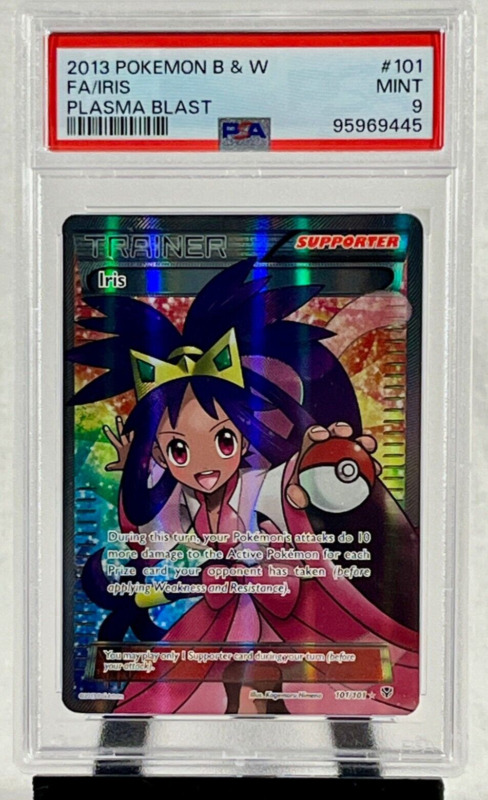 2013 POKEMON B & W #101
FA/IRIS MINT
PLASMA BLAST 9
PSA 95969445
TRAINER SUPPORTER
Iris
During this turn, your Pokémon's attacks do 10
more damage to the Active Pokémon for each
Prize card your opponent has taken (before
applying Weakness and Resistance).
You may play only 1 Supporter card during your turn (before
your attack).
Illus. Kagemaru Himeno 101/101